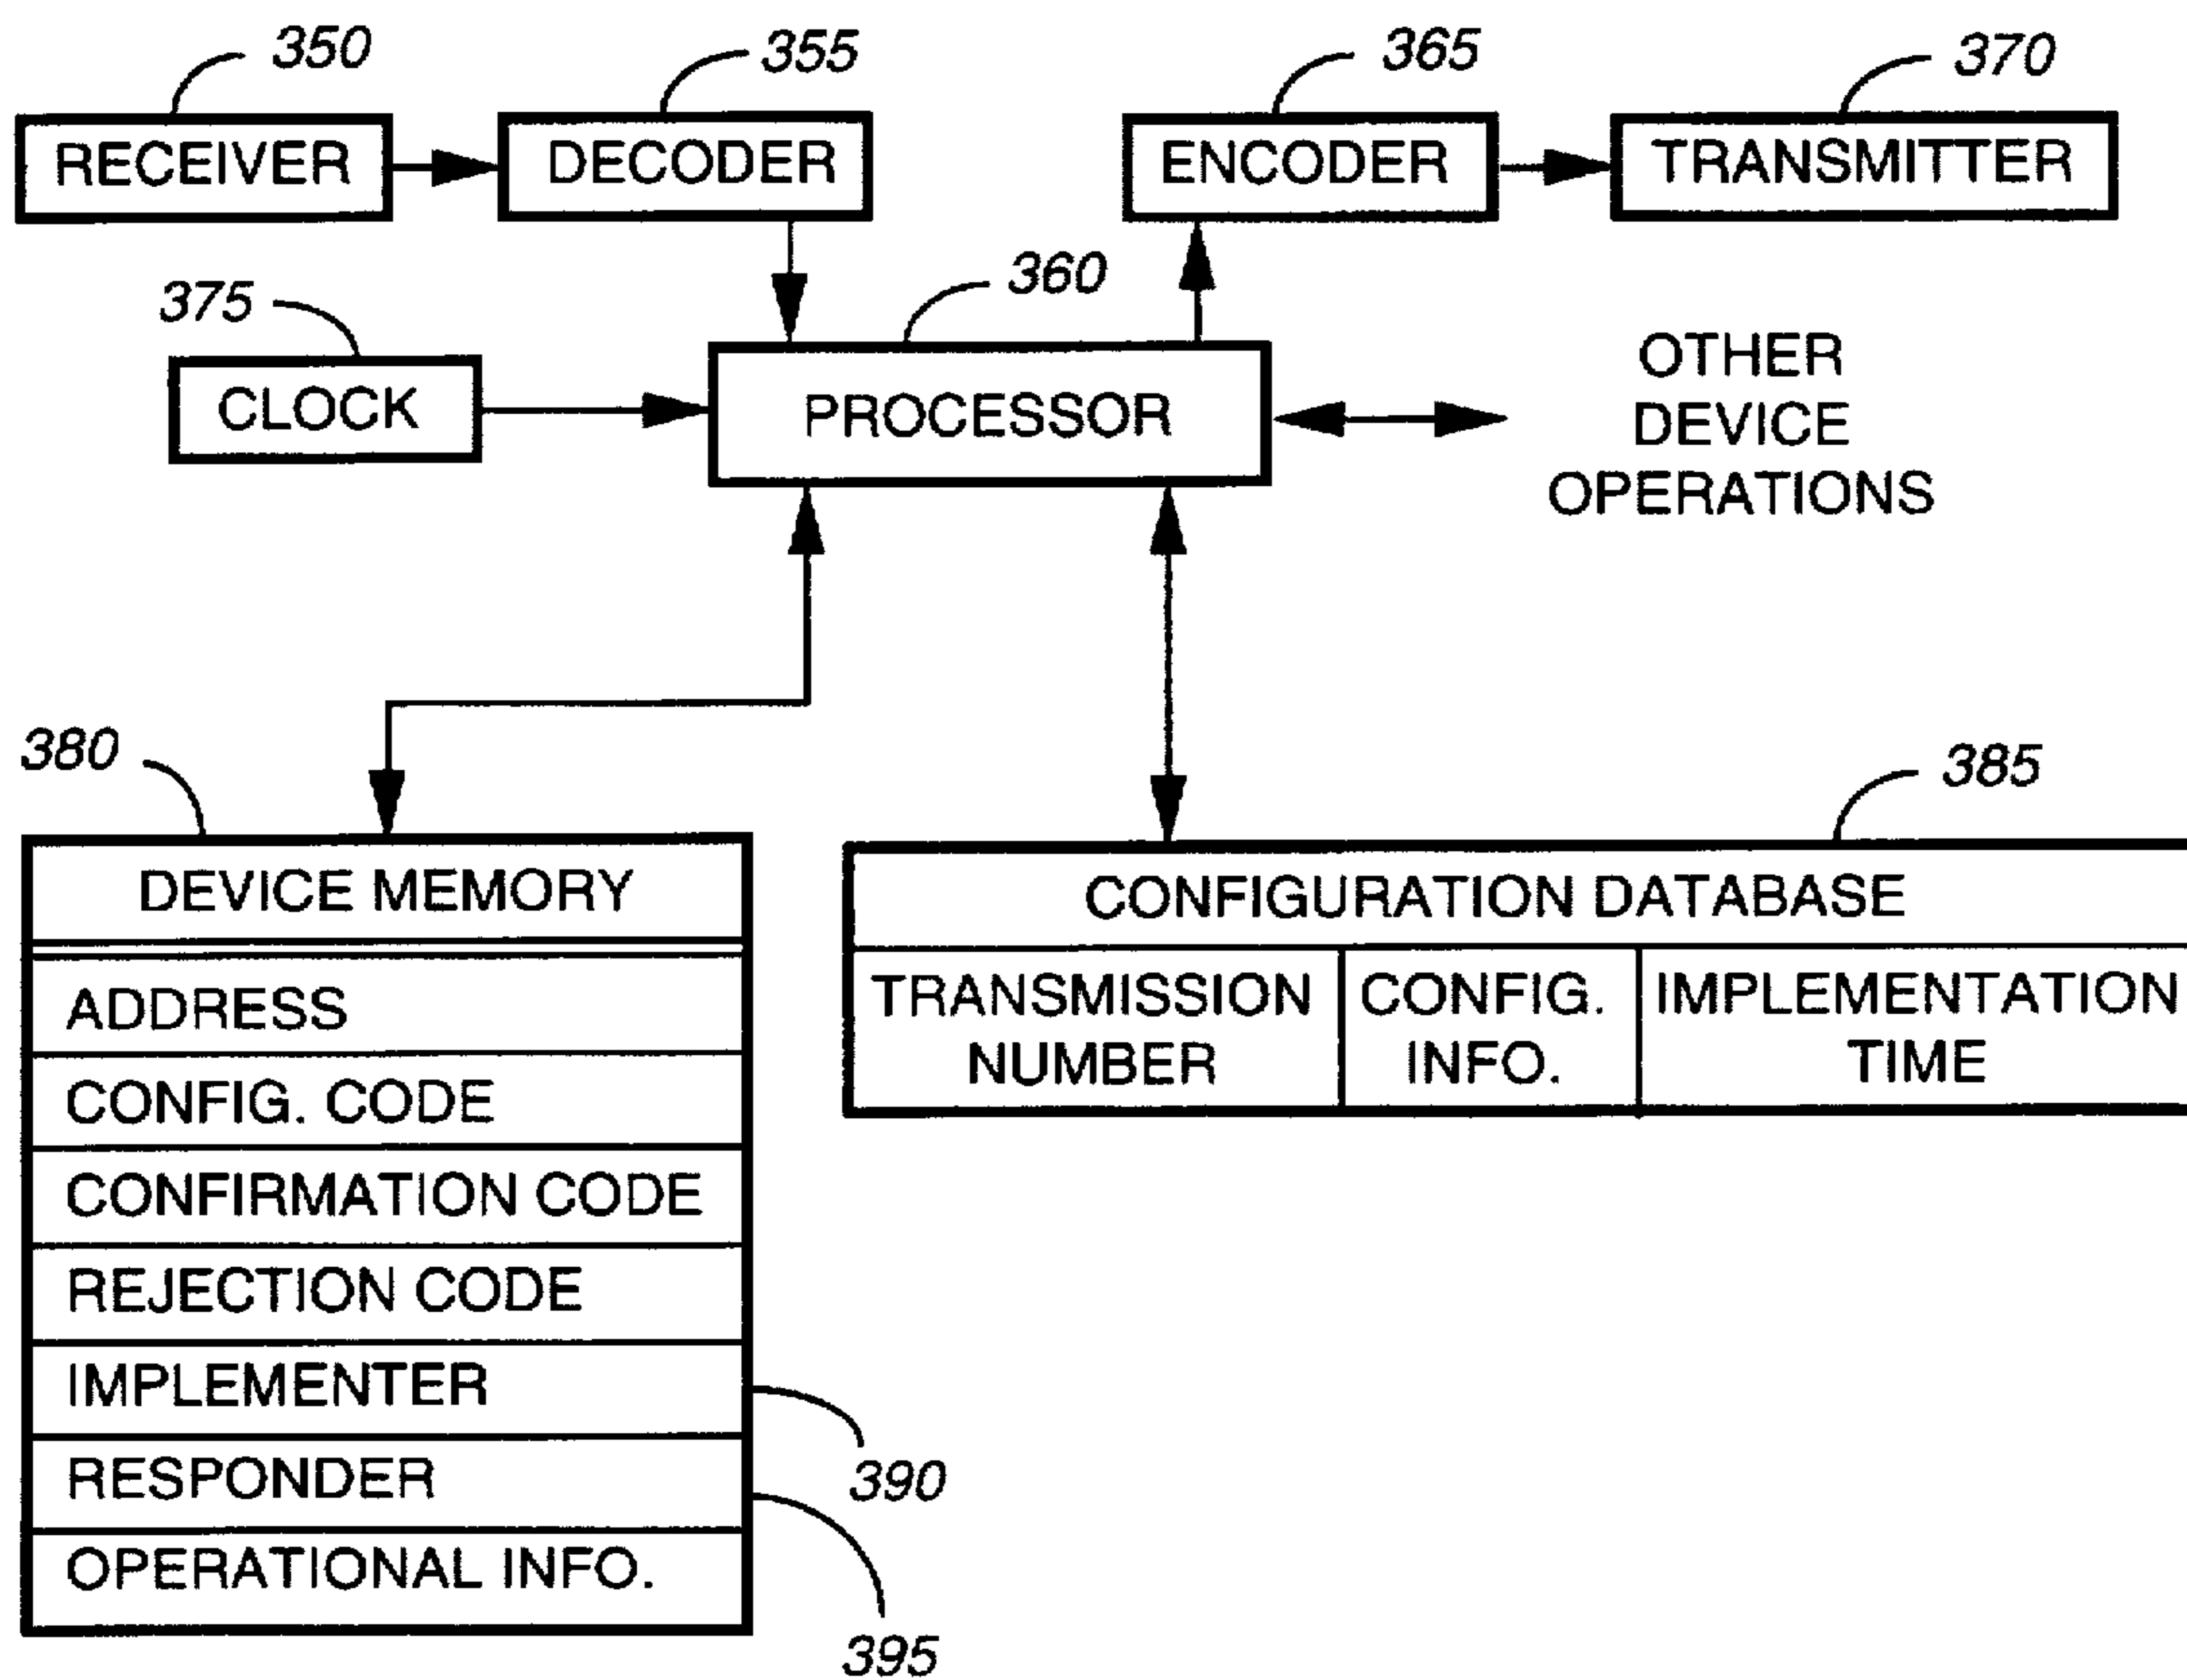 350
355
365
370
RECEIVER
DECODER
ENCODER
TRANSMITTER
375
360
CLOCK
PROCESSOR
OTHER
DEVICE
OPERATIONS
380
385
DEVICE MEMORY
ADDRESS
CONFIG. CODE
CONFIRMATION CODE
REJECTION CODE
IMPLEMENTER
RESPONDER
OPERATIONAL INFO.
390
395
CONFIGURATION DATABASE
TRANSMISSION
NUMBER
CONFIG.
INFO.
IMPLEMENTATION
TIME